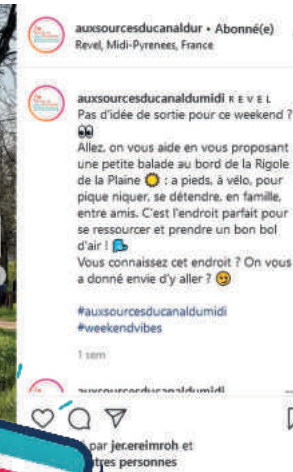 auxsourcesducanaldur • Abonné(e)
Revel, Midi-Pyrenees, France
auxsourcesducanaldumidi R E V E L
Pas d'idée de sortie pour ce weekend ?
👀
Allez, on vous aide en vous proposant
une petite balade au bord de la Rigole
de la Plaine 🌞 : a pieds, à vélo, pour
pique niquer, se détendre, en famille,
entre amis. C'est l'endroit parfait pour
se ressourcer et prendre un bon bol
d'air ! 🌬
Vous connaissez cet endroit ? On vous
a donné envie d'y aller ? 😉
#auxsourcesducanaldumidi
#weekendvibes
1 sem
auxsourcesducanaldumidi
par jer.ereimroh et
personnes